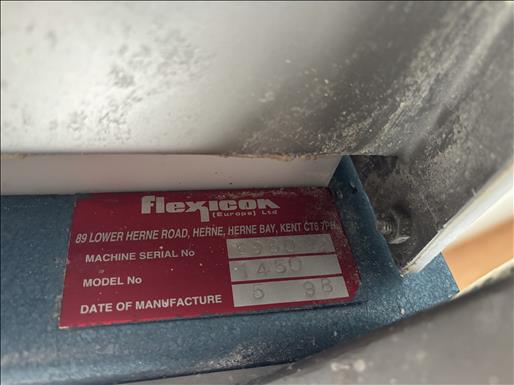 flexicon
(Europe) Ltd
89 LOWER HERNE ROAD, HERNE, HERNE BAY, KENT CT6 7PH
MACHINE SERIAL No
MODEL No 1450
DATE OF MANUFACTURE 5 98